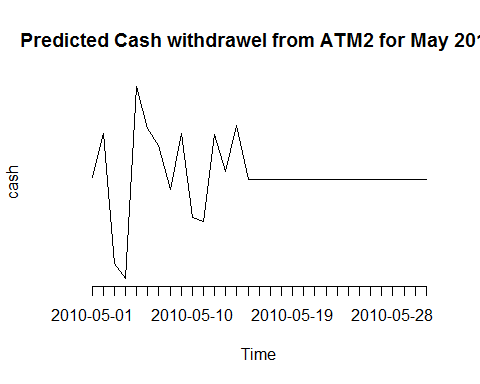 Predicted Cash withdrawel from ATM2 for May 201
cash
2010-05-01 2010-05-10 2010-05-19 2010-05-28
Time